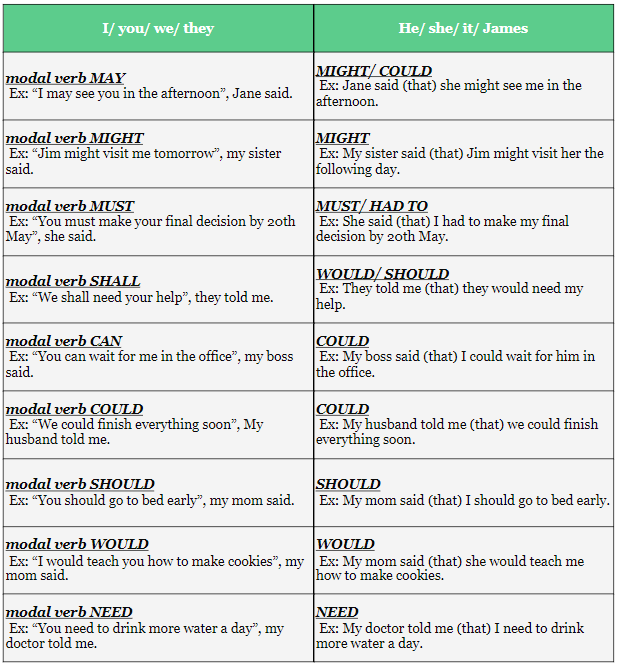 I/ you/ we/ they
He/ she/ it/ James
modal verb MAY
Ex: “I may see you in the afternoon”, Jane said.
MIGHT/ COULD
Ex: Jane said (that) she might see me in the
afternoon.
modal verb MIGHT
Ex: “Jim might visit me tomorrow”, my sister
said.
MIGHT
Ex: My sister said (that) Jim might visit her the
following day.
modal verb MUST
Ex: “You must make your final decision by 20th
May”, she said.
MUST/ HAD TO
Ex: She said (that) I had to make my final
decision by 20th May.
modal verb SHALL
Ex: “We shall need your help”, they told me.
WOULD/ SHOULD
Ex: They told me (that) they would need my
help.
modal verb CAN
Ex: “You can wait for me in the office”, my boss
said.
COULD
Ex: My boss said (that) I could wait for him in
the office.
modal verb COULD
Ex: “We could finish everything soon”, My
husband told me.
COULD
Ex: My husband told me (that) we could finish
everything soon.
modal verb SHOULD
Ex: “You should go to bed early”, my mom said.
SHOULD
Ex: My mom said (that) I should go to bed early.
modal verb WOULD
Ex: “I would teach you how to make cookies”, my
mom said.
WOULD
Ex: My mom said (that) she would teach me
how to make cookies.
modal verb NEED
Ex: “You need to drink more water a day”, my
doctor told me.
NEED
Ex: My doctor told me (that) I need to drink
more water a day.